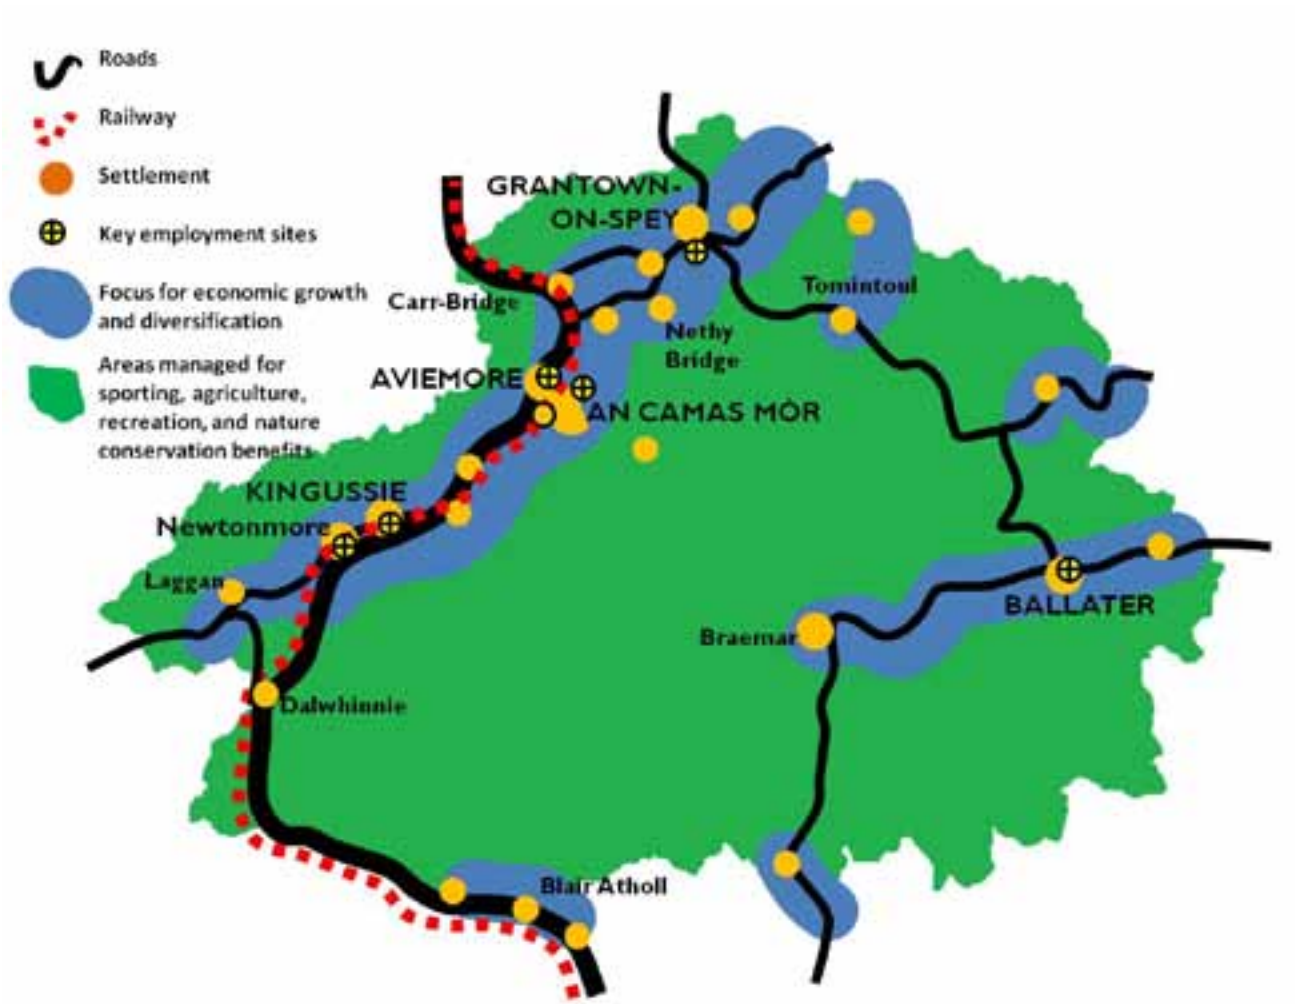 Roads
Railway
Settlement
Key employment sites
Focus for economic growth
and diversification
Areas managed for
sporting, agriculture,
recreation, and nature
conservation benefits
GRANTOWN-
ON-SPEY
Carr-Bridge
Tomintoul
Nethy
Bridge
AVIEMORE
AN CAMAS MÒR
KINGUSSIE
Newtonmore
Laggan
BALLATER
Braemar
Dalwhinnie
Blair Atholl